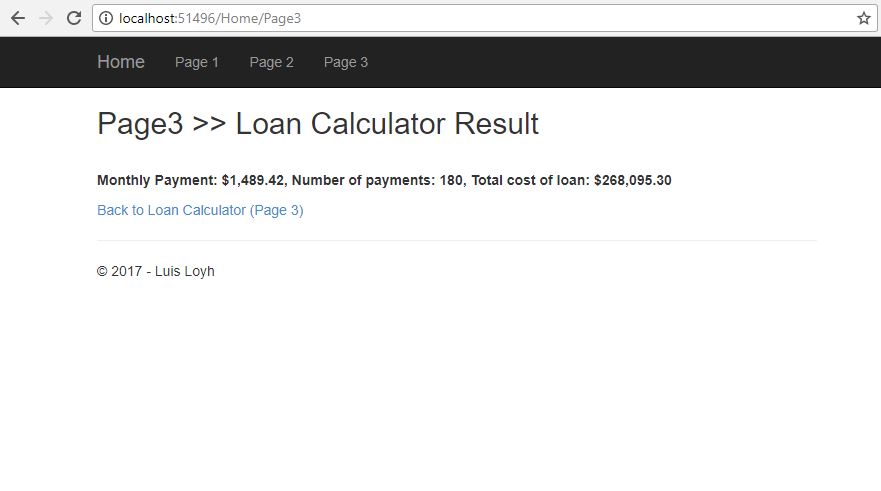 localhost:51496/Home/Page3
Home Page 1 Page 2 Page 3
Page3 >> Loan Calculator Result
Monthly Payment: $1,489.42, Number of payments: 180, Total cost of loan: $268,095.30
Back to Loan Calculator (Page 3)
© 2017 - Luis Loyh